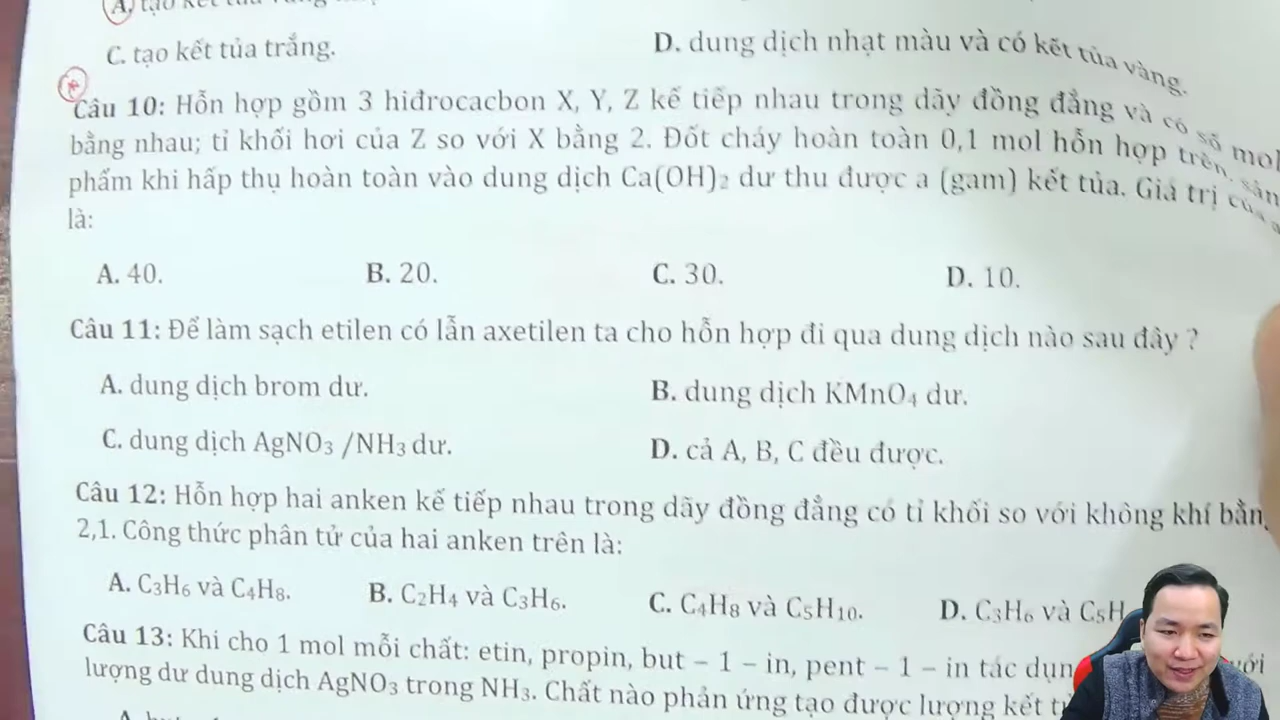 C. tạo kết tủa trắng.
D. dung dịch nhạt màu và có kết tủa vàng.
Câu 10: Hỗn hợp gồm 3 hiđrocacbon X, Y, Z kế tiếp nhau trong dãy đồng đẳng và có số mol
bằng nhau; tỉ khối hơi của Z so với X bằng 2. Đốt cháy hoàn toàn 0,1 mol hỗn hợp trên, sản
phẩm khi hấp thụ hoàn toàn vào dung dịch Ca(OH)₂ dư thu được a (gam) kết tủa. Giá trị của a
là:
A. 40.
B. 20.
C. 30.
D. 10.
Câu 11: Để làm sạch etilen có lẫn axetilen ta cho hỗn hợp đi qua dung dịch nào sau đây ?
A. dung dịch brom dư.
B. dung dịch KMnO₄ dư.
C. dung dịch AgNO₃ /NH₃ dư.
D. cả A, B, C đều được.
Câu 12: Hỗn hợp hai anken kế tiếp nhau trong dãy đồng đẳng có tỉ khối so với không khí
2,1. Công thức phân tử của hai anken trên là:
A. C₃H₆ và C₄H₈.
B. C₂H₄ và C₃H₆.
C. C₄H₈ và C₅H₁₀.
D. C₃H₆ và C₅H
Câu 13: Khi cho 1 mol mỗi chất: etin, propin, but – 1 – in, pent – 1 – in tác với
lượng dư dung dịch AgNO₃ trong NH₃. Chất nào phản ứng tạo được lượng kết